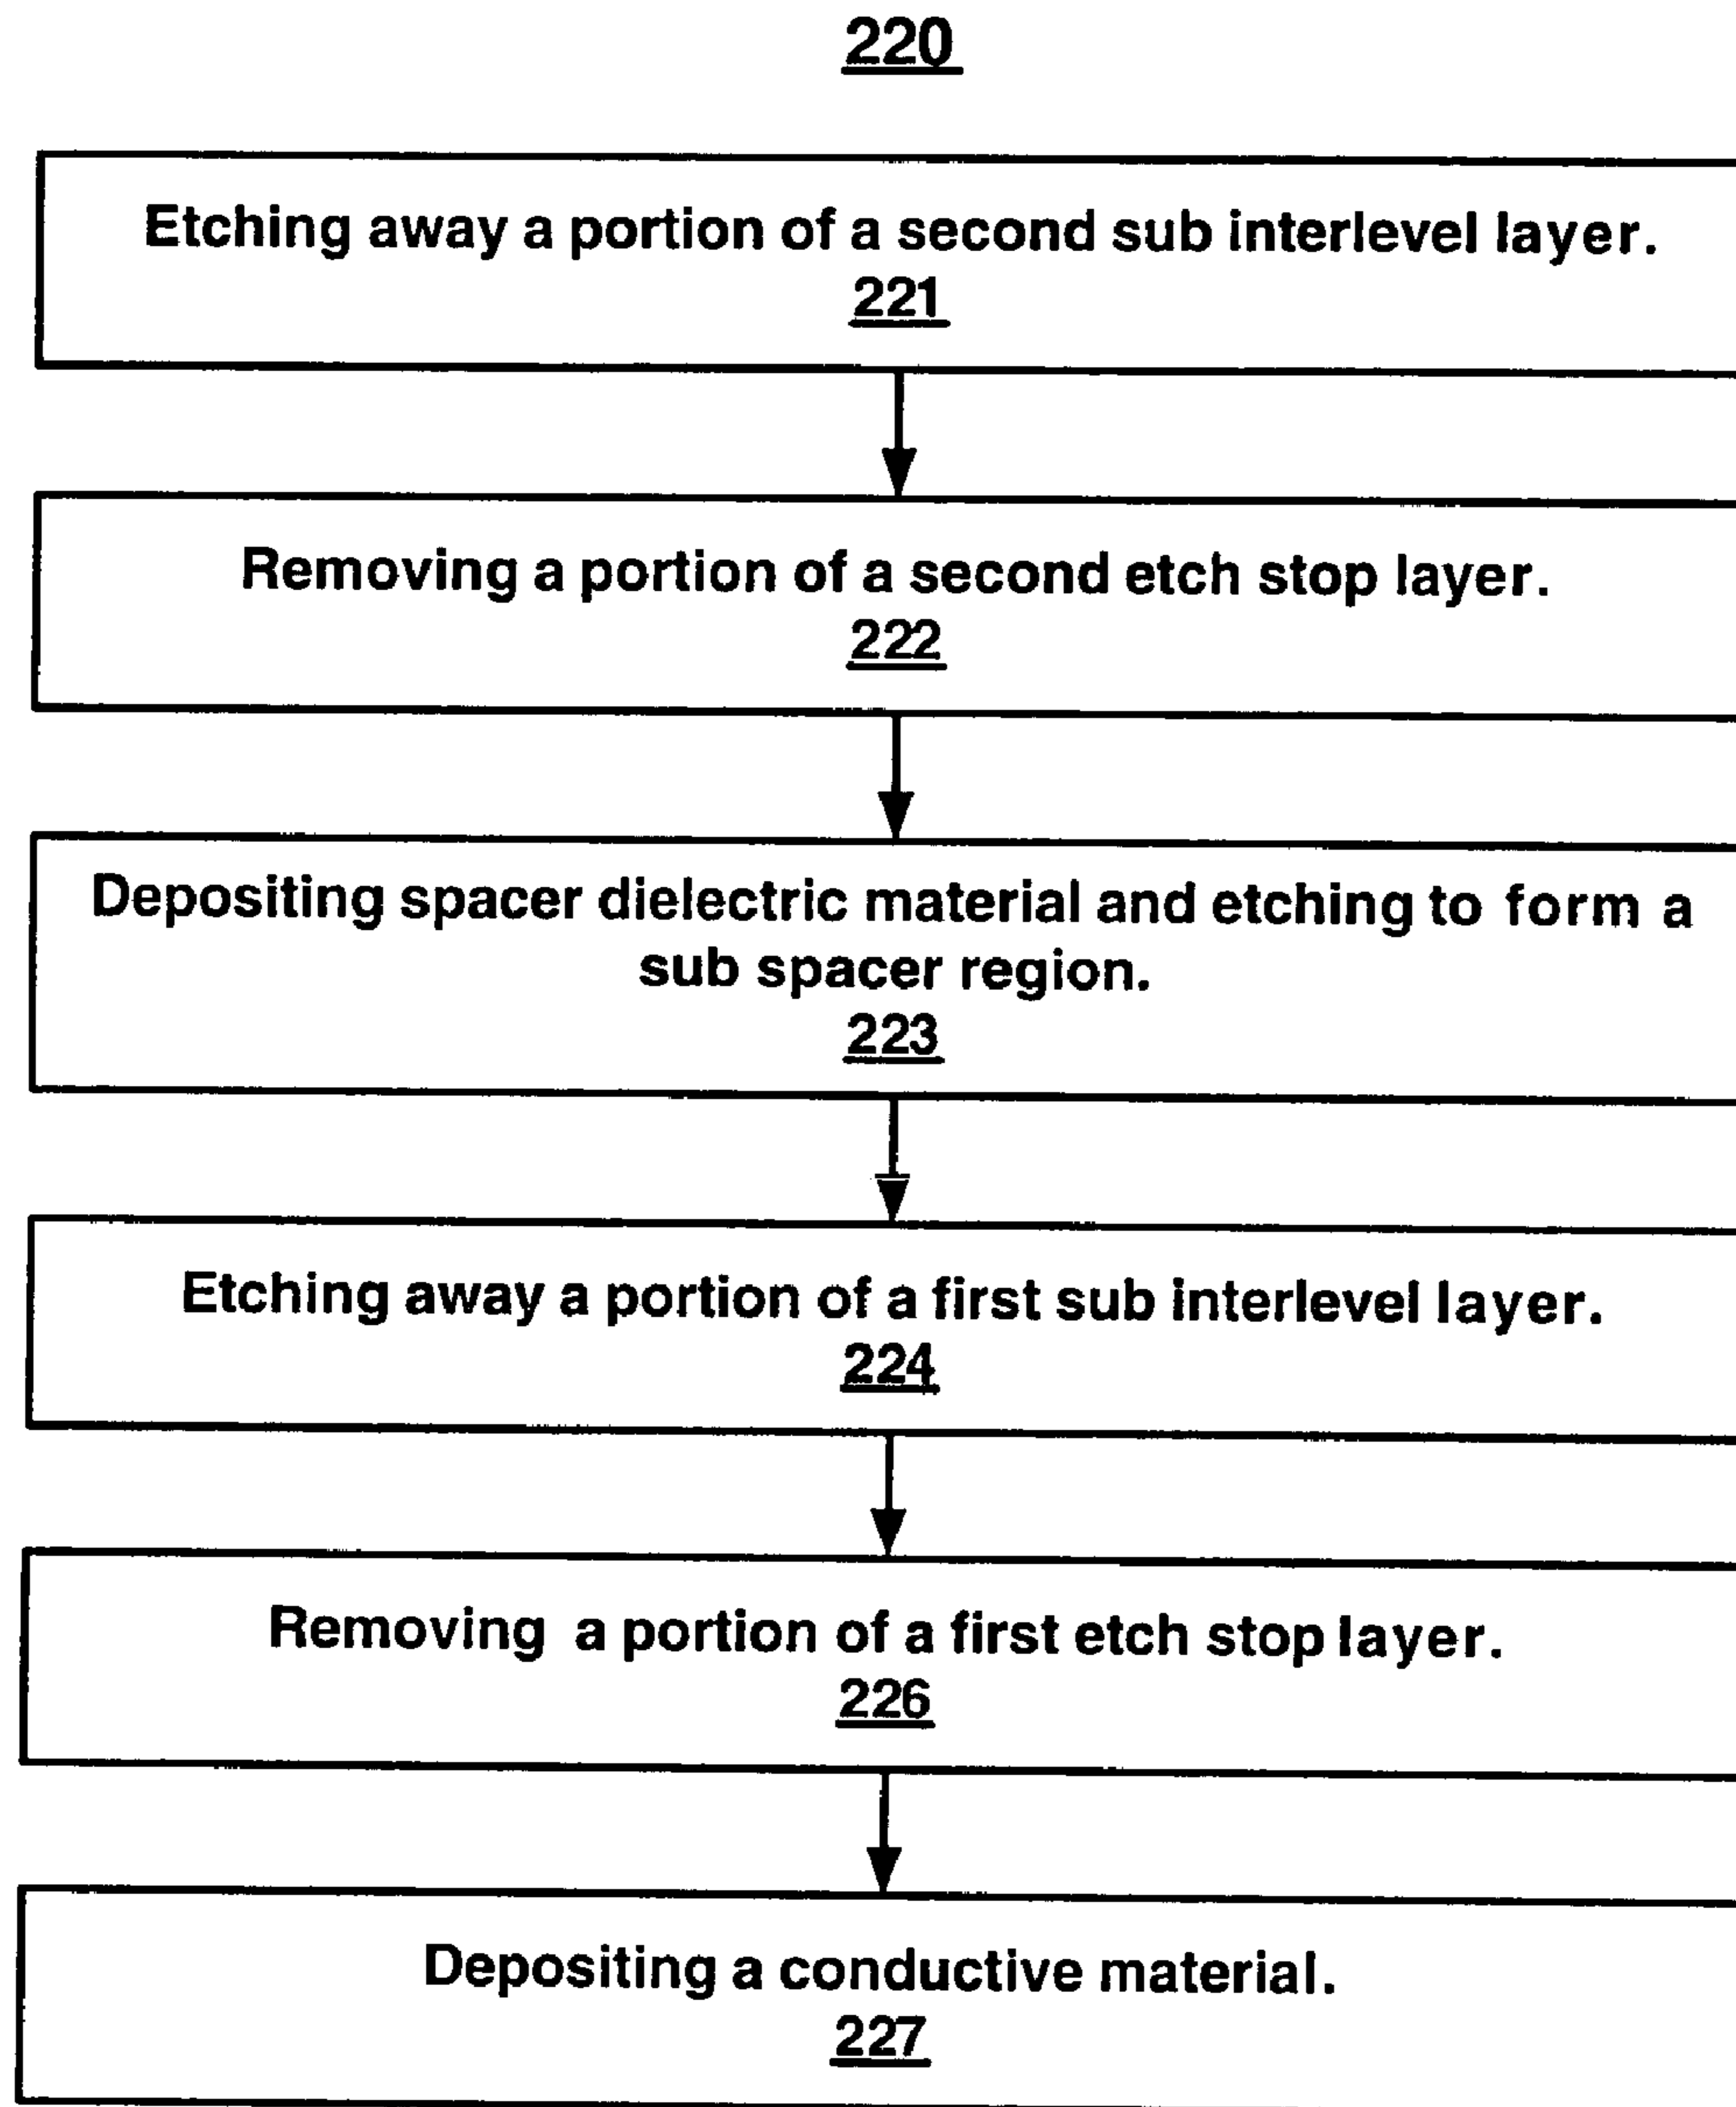 220
Etching away a portion of a second sub interlevel layer.
221
Removing a portion of a second etch stop layer.
222
Depositing spacer dielectric material and etching to form a
sub spacer region.
223
Etching away a portion of a first sub interlevel layer.
224
Removing a portion of a first etch stop layer.
226
Depositing a conductive material.
227